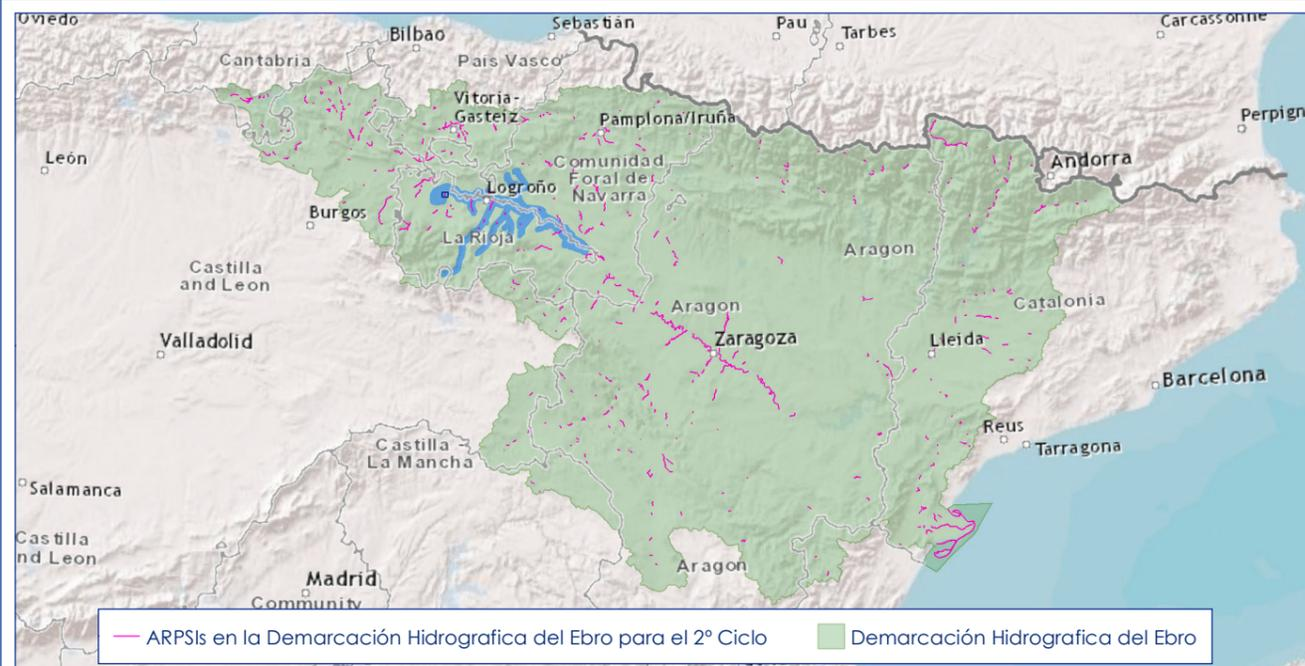 Oviedo
Sebastián
Pau
Carcassonne
Bilbao
Tarbes
Cantabria
Pais Vasco
Vitoria-
Gasteiz
Pamplona/Iruña
Perpign
León
Comunidad
Foral de
Navarra
Andorra
Logroño
Burgos
La Rioja
Aragon
Castilla
and Leon
Aragon
Catalonia
Valladolid
Zaragoza
Lleida
Barcelona
Reus
Castilla -
La Mancha
Tarragona
Salamanca
Castilla
nd Leon
Aragon
Madrid
Community
ARPSIs en la Demarcación Hidrografica del Ebro para el 2º Ciclo
Demarcación Hidrografica del Ebro